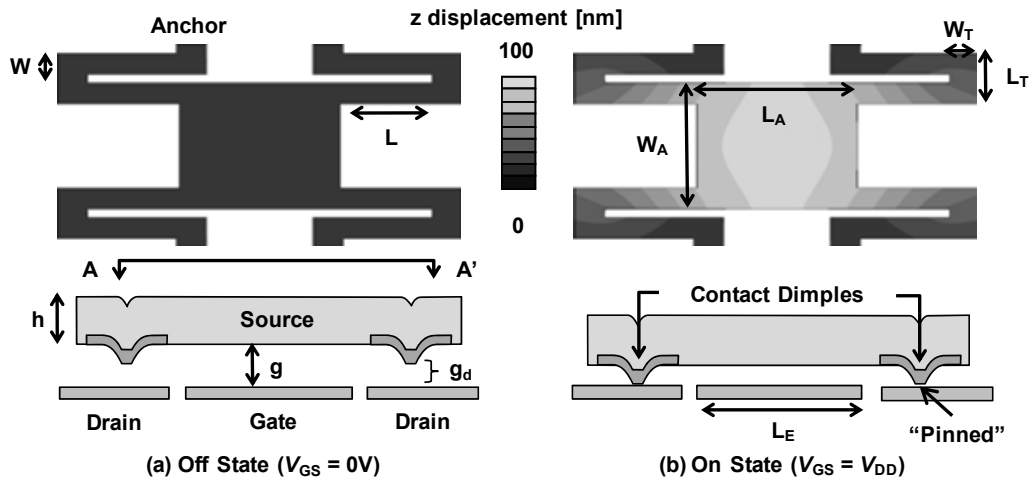 z displacement [nm]
Anchor
W
L
100
0
W_T
L_T
L_A
W_A
A
A'
h
Source
g
g_d
Drain
Gate
Drain
Contact Dimples
L_E
“Pinned”
(a) Off State (V_GS = 0V)
(b) On State (V_GS = V_DD)